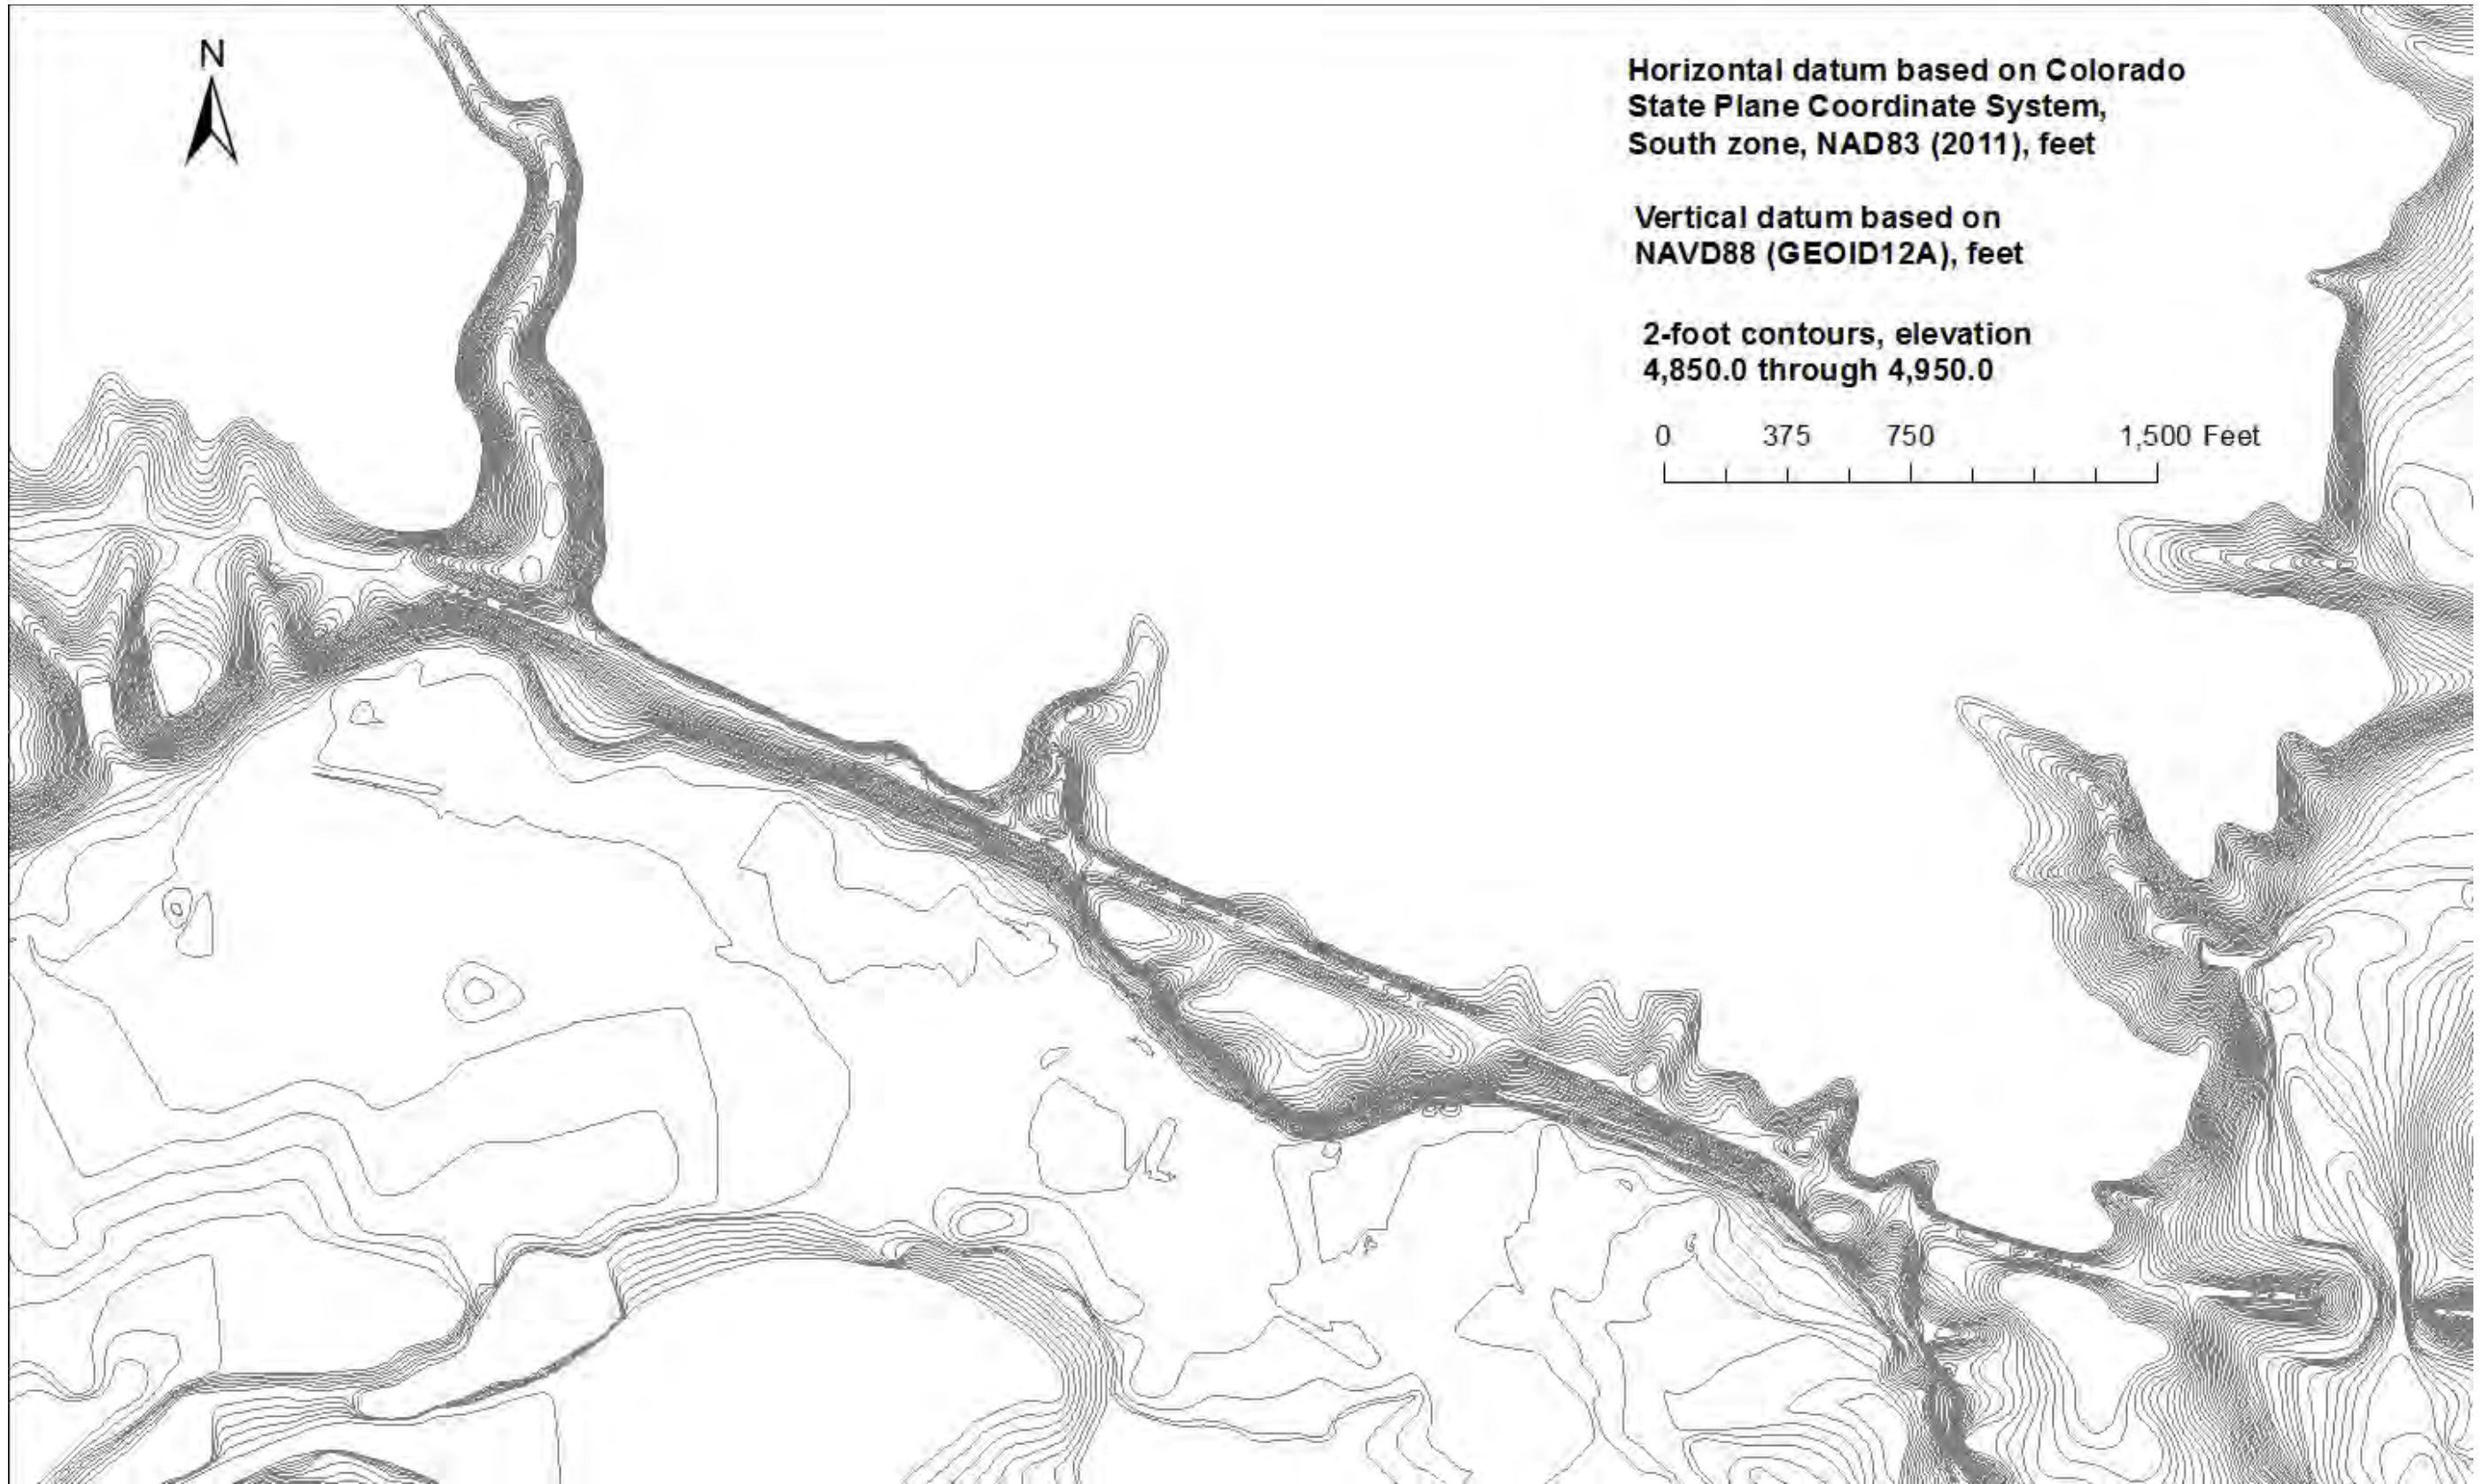 N
Horizontal datum based on Colorado
State Plane Coordinate System,
South zone, NAD83 (2011), feet
Vertical datum based on
NAVD88 (GEOID12A), feet
2-foot contours, elevation
4,850.0 through 4,950.0
0 375 750 1,500 Feet